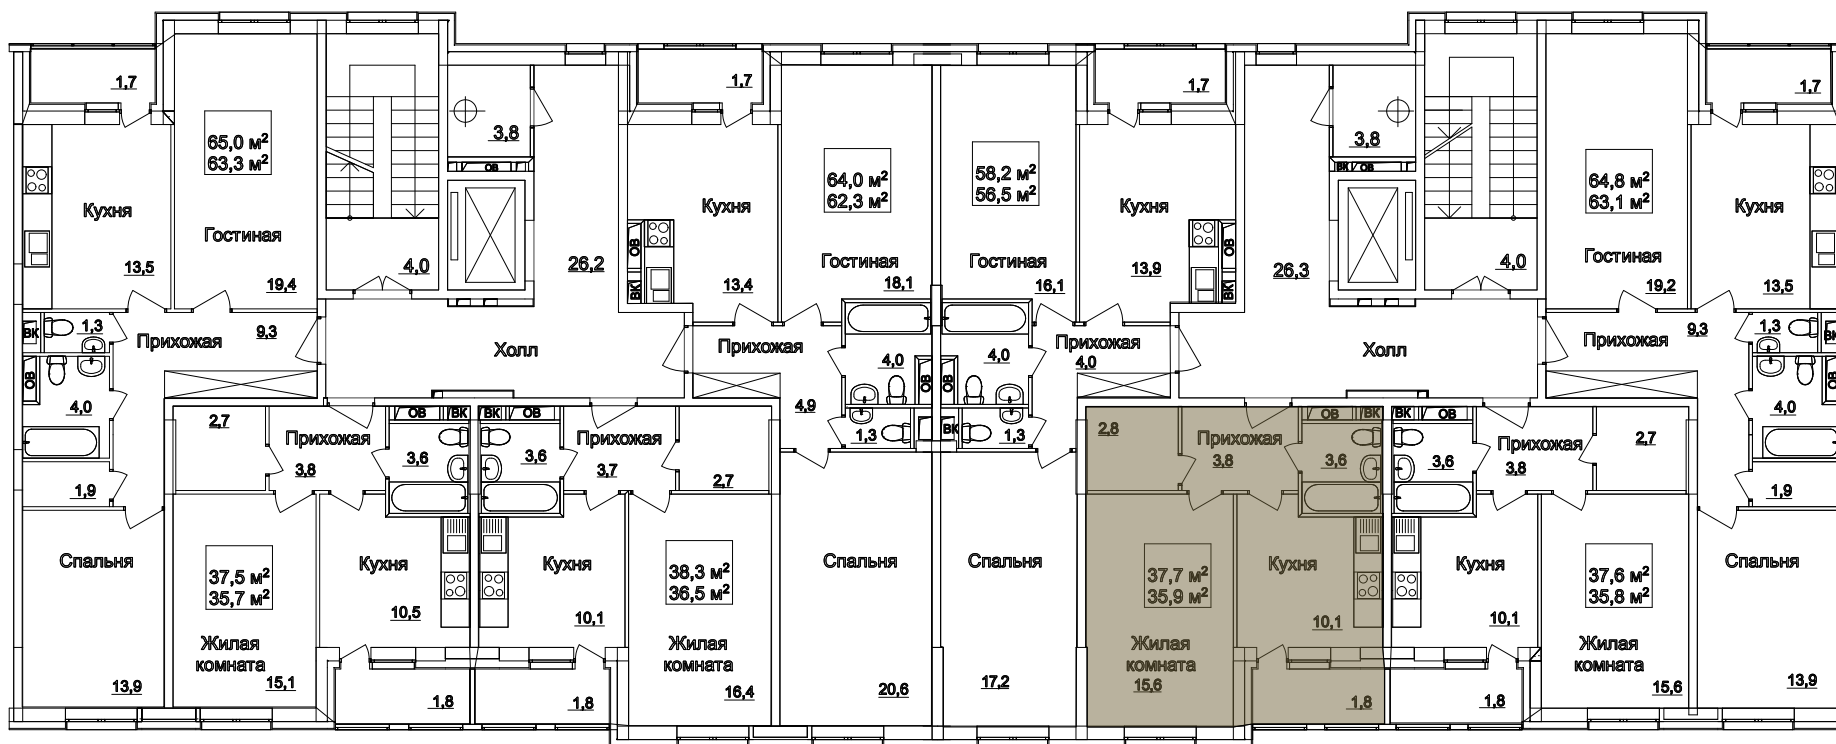 1,7
65,0 м²
63,3 м²
Кухня
13,5
Гостиная
19,4
4,0
3,8
ОВ
26,2
1,7
Кухня
13,4
ОВ
ВК
64,0 м²
62,3 м²
Гостиная
18,1
58,2 м²
56,5 м²
Гостиная
16,1
1,7
Кухня
13,9
ОВ
ВК
26,3
3,8
ВК
ОВ
4,0
64,8 м²
63,1 м²
Гостиная
19,2
1,7
Кухня
13,5
ВК
1,3
Прихожая
9,3
ОВ
4,0
1,9
Холл
Прихожая
4,9
4,0
ОВ
1,3
ОВ
4,0
ВК
1,3
Прихожая
4,0
Холл
Прихожая
9,3
1,3
ВК
ОВ
4,0
1,9
2,7
Прихожая
3,8
ОВ
ВК
3,6
ВК
ОВ
3,6
Прихожая
3,7
2,7
2,8
Прихожая
3,8
ОВ
ВК
3,6
ВК
ОВ
3,6
Прихожая
3,8
2,7
Спальня
13,9
37,5 м²
35,7 м²
Жилая
комната
15,1
Кухня
10,5
1,8
Кухня
10,1
1,8
38,3 м²
36,5 м²
Жилая
комната
16,4
Спальня
20,6
Спальня
17,2
37,7 м²
35,9 м²
Жилая
комната
15,6
Кухня
10,1
1,8
Кухня
10,1
1,8
37,6 м²
35,8 м²
Жилая
комната
15,6
Спальня
13,9